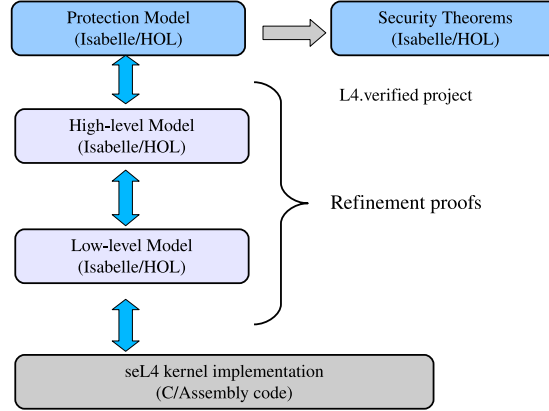 Protection Model
(Isabelle/HOL)
Security Theorems
(Isabelle/HOL)
L4.verified project
High-level Model
(Isabelle/HOL)
Refinement proofs
Low-level Model
(Isabelle/HOL)
seL4 kernel implementation
(C/Assembly code)